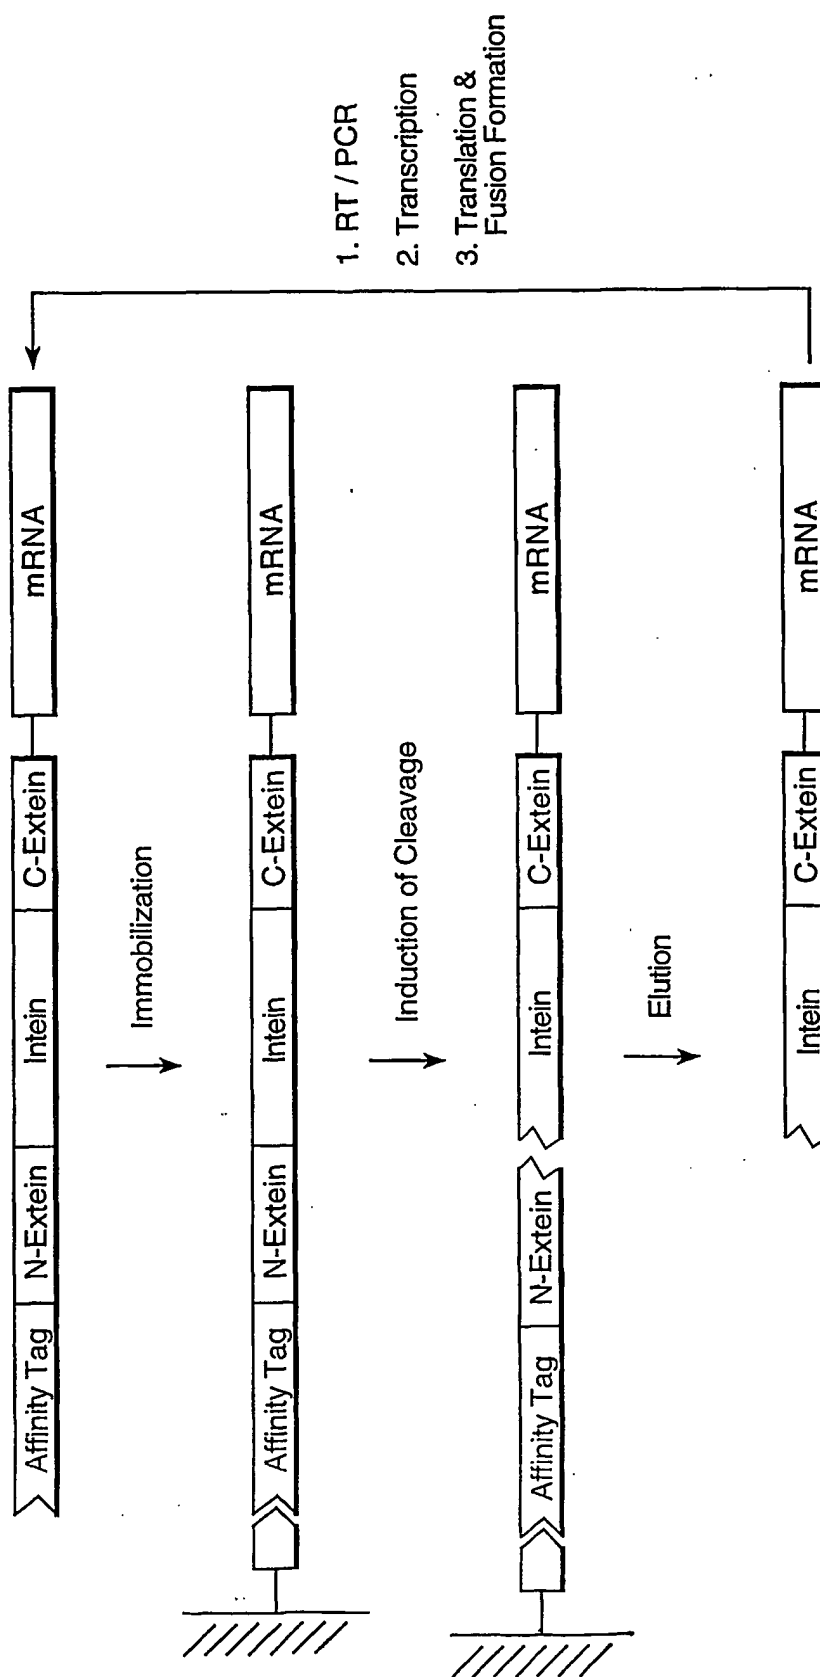 Affinity Tag N-Extein Intein C-Extein mRNA
Immobilization
Affinity Tag N-Extein Intein C-Extein mRNA
Induction of Cleavage
Affinity Tag N-Extein Intein C-Extein mRNA
Elution
Intein C-Extein mRNA
1. RT / PCR
2. Transcription
3. Translation &
Fusion Formation